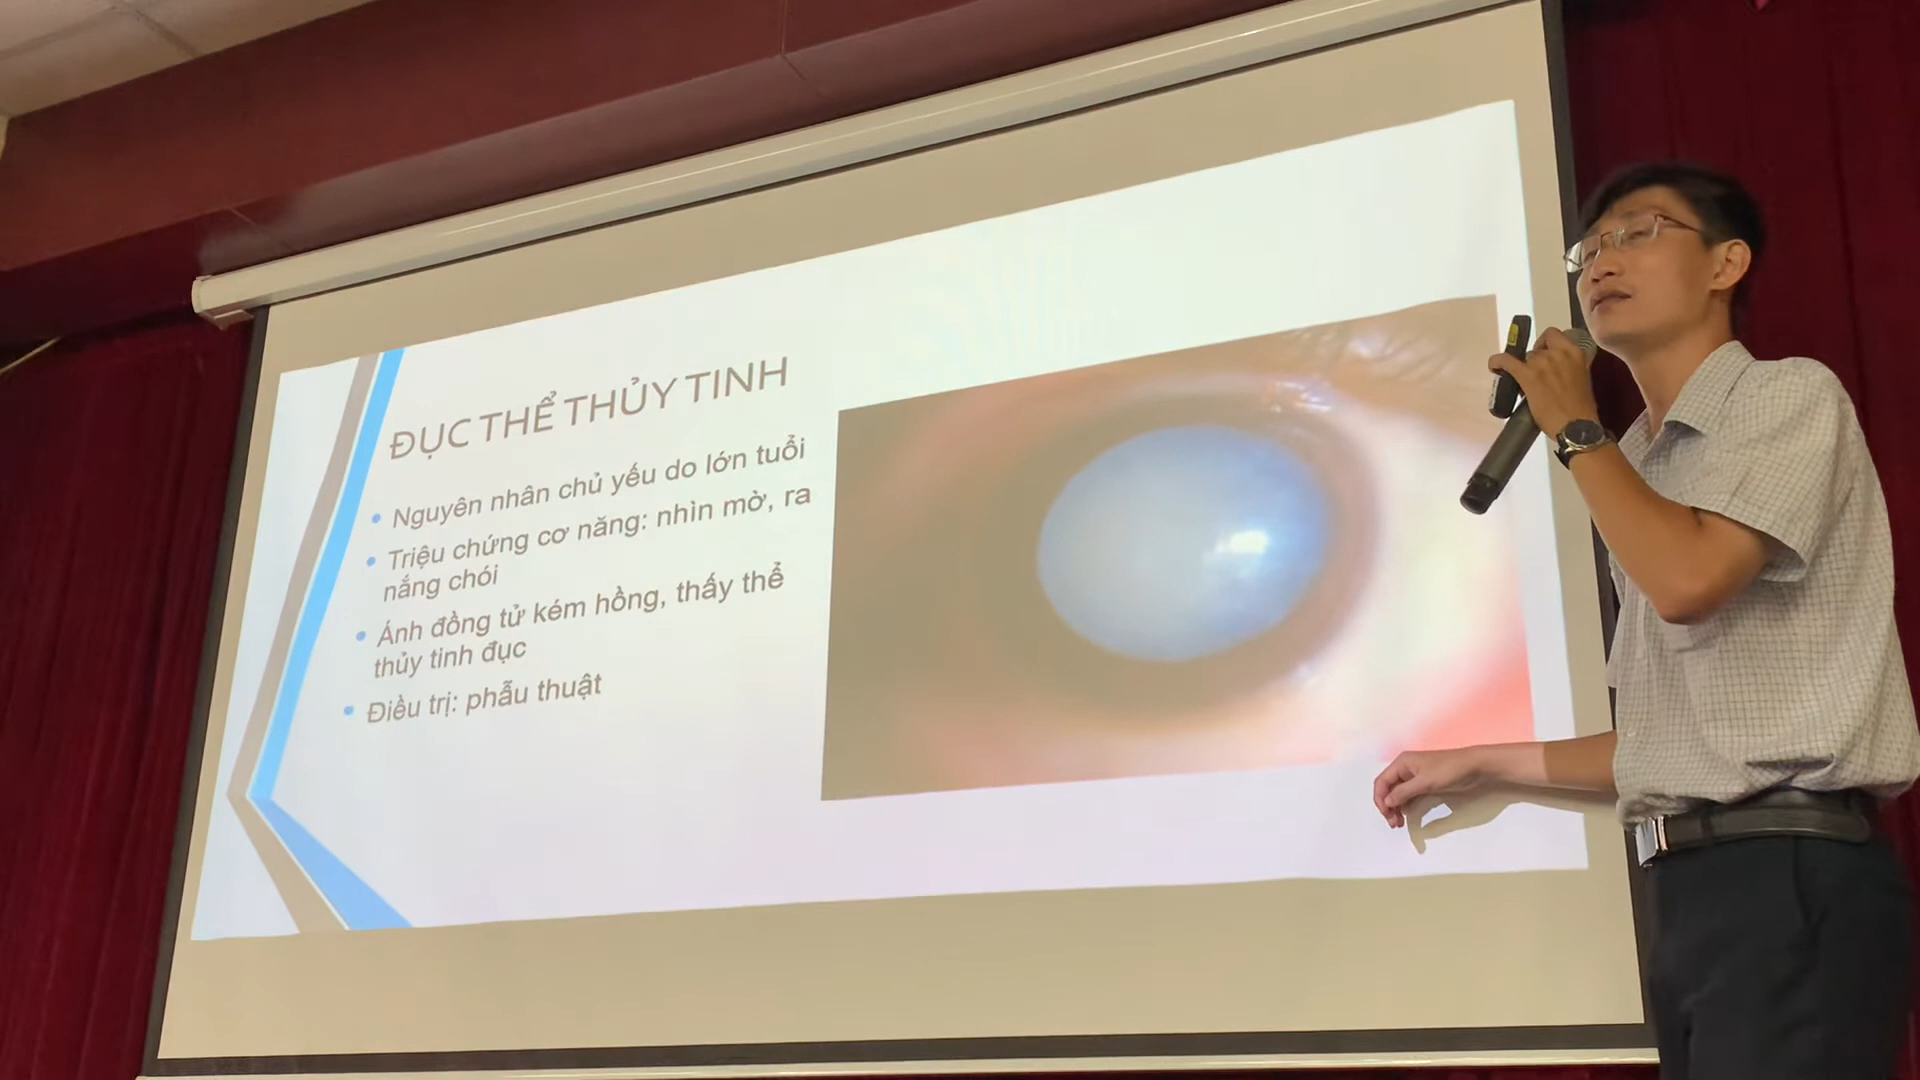 ĐỤC THỂ THỦY TINH
Nguyên nhân chủ yếu do lớn tuổi
Triệu chứng cơ năng: nhìn mờ, ra
nắng chói
Ánh đồng tử kém hồng, thấy thể
thủy tinh đục
Điều trị: phẫu thuật